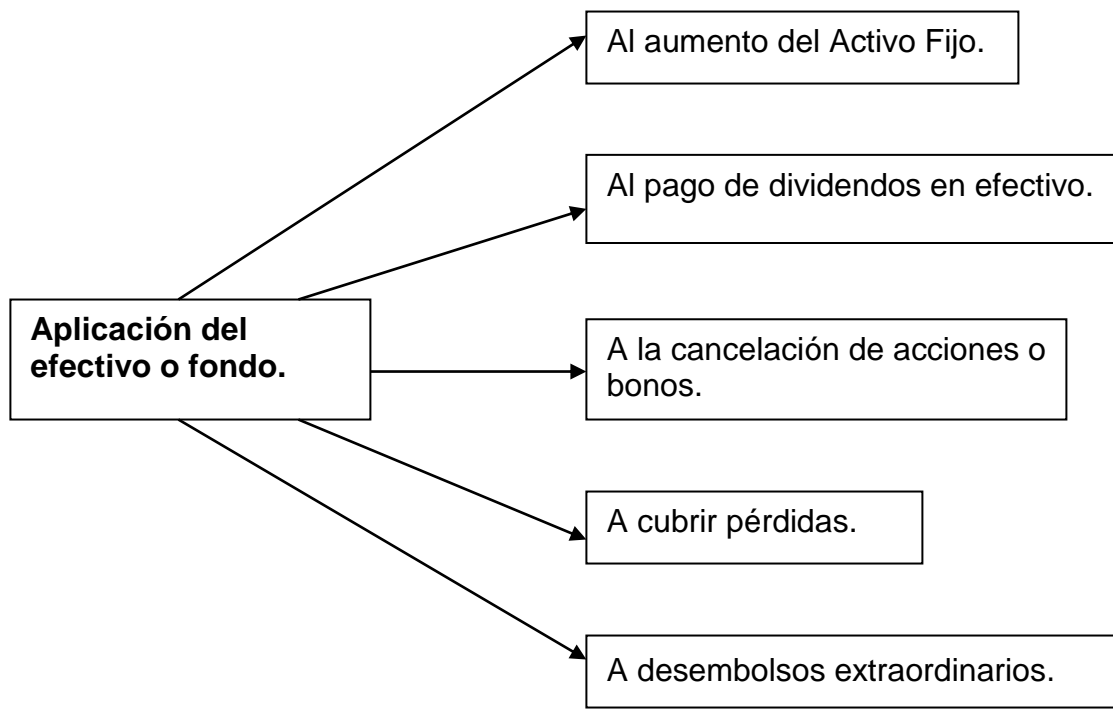 Al aumento del Activo Fijo.
Al pago de dividendos en efectivo.
Aplicación del
efectivo o fondo.
A la cancelación de acciones o
bonos.
A cubrir pérdidas.
A desembolsos extraordinarios.